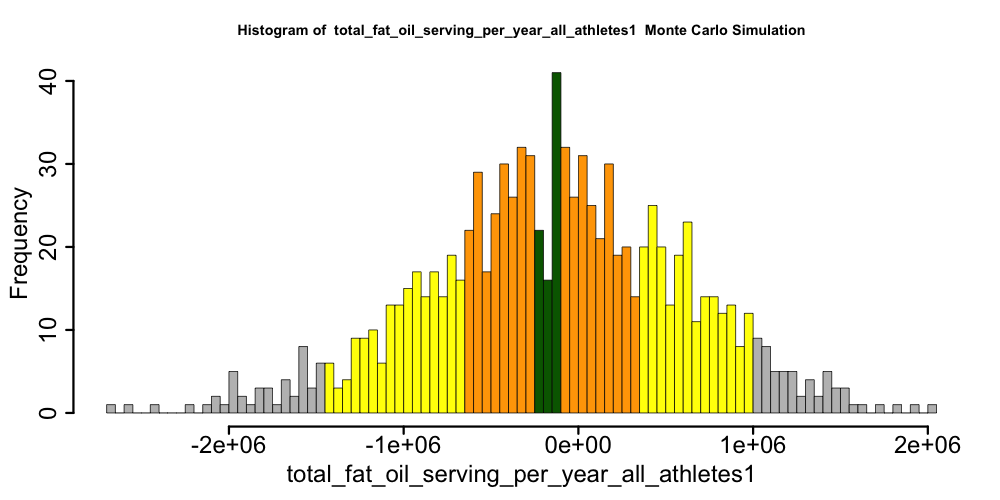 Histogram of  total_fat_oil_serving_per_year_all_athletes1  Monte Carlo Simulation
40
30
20
10
0
Frequency
-2e+06 -1e+06 0e+00 1e+06 2e+06
total_fat_oil_serving_per_year_all_athletes1